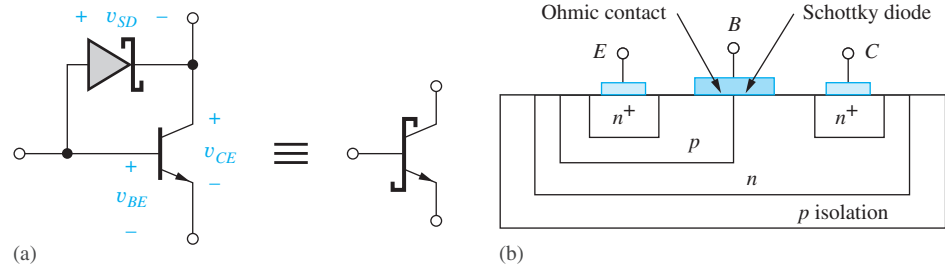 + v_SD −
+
v_CE
−
+
v_BE
−
(a)
Ohmic contact
Schottky diode
B
E
C
n+
n+
p
n
p isolation
(b)